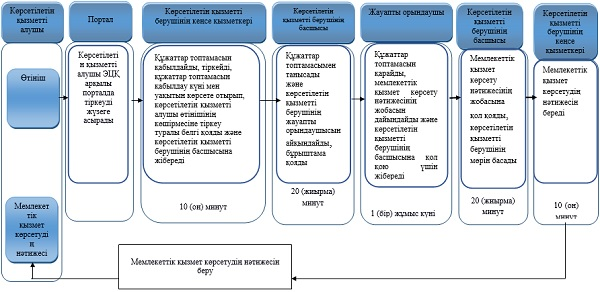 Көрсетілетін
қызметті
алушы
Өтініш
Мемлекет
тік
қызмет
көрсетуді
ң
нәтижесі
Портал
Көрсетілеті
н қызметті
алушы ЭЦҚ
арқылы
порталда
тіркеуді
жүзеге
асырады
Көрсетілетін қызметті
берушінің кеңсе қызметкері
Құжаттар топтамасын
қабылдайды, тіркейді,
құжаттар топтамасын
қабылдау күні мен
уақытын көрсете отырып,
көрсетілетін қызметті
алушы өтінішінің
көшірмесіне тіркеу
туралы белгі қояды және
көрсетілетін қызметті
берушінің басшысына
жібереді
10 (он) минут
Көрсетілетін
қызметті берушінің
басшысы
Құжаттар
топтамасымен
танысады
және
көрсетілетін
қызметті
берушінің
жауапты
орындаушысын
айқындайды,
бұрыштама
қояды
20 (жиырма)
минут
Жауапты орындаушы
Құжаттар
топтамасын
қарайды,
мемлекеттік
қызмет көрсету
нәтижесінің
жобасын
дайындайды және
көрсетілетін
қызметті
берушінің
басшысына қол
қою үшін
жібереді
1 (бір) жұмыс күні
Көрсетілетін
қызметті
берушінің
басшысы
Мемлекеттік
қызмет
көрсету
нәтижесінің
жобасына
қол қояды,
көрсетілетін
қызметті
берушінің
мөрін басады
20 (жиырма)
минут
Көрсетілетін
қызметті
берушінің
кеңсе
қызметкері
Мемлекеттік
қызмет
көрсетудің
нәтижесін
береді
10 (он)
минут
Мемлекеттік қызмет көрсетудің нәтижесін
беру